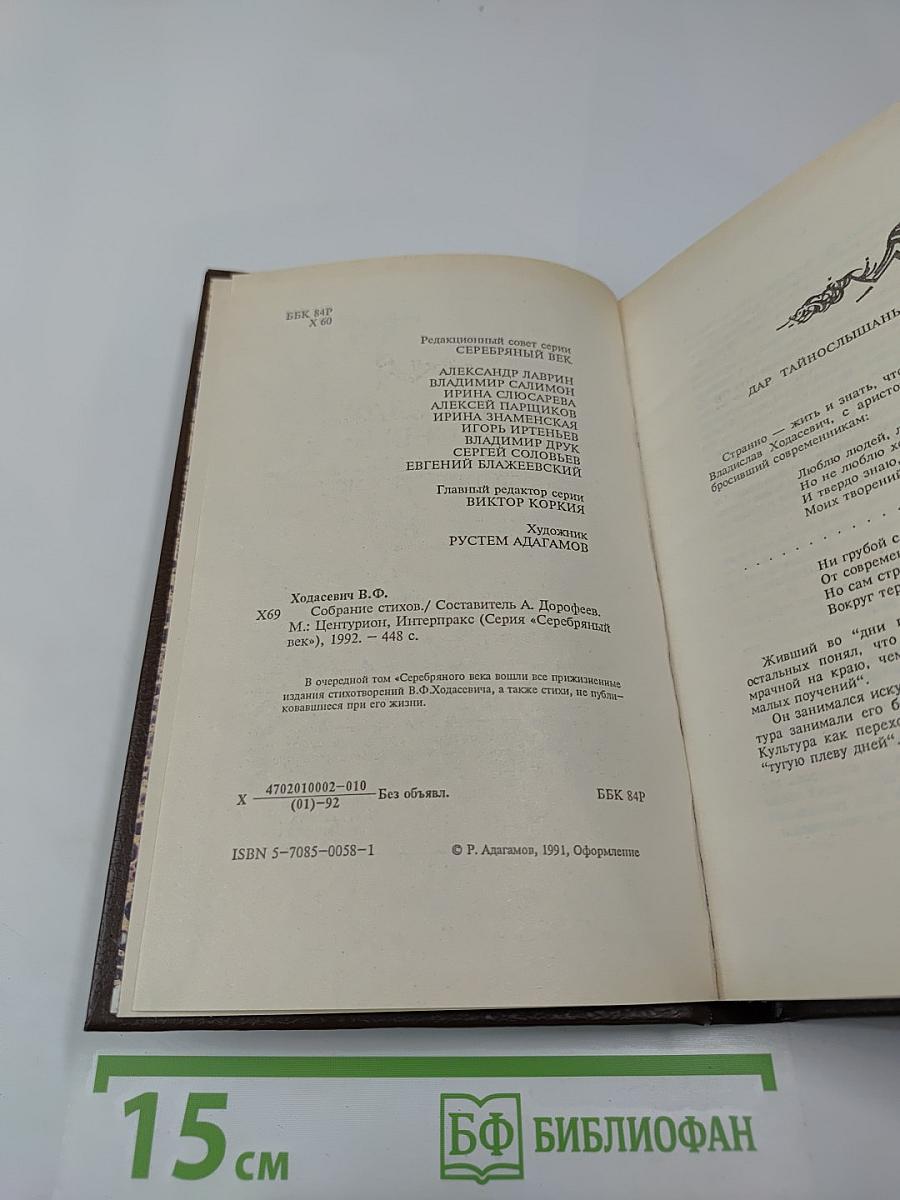 ББК 84Р
Х 60
Редакционный совет серии
СЕРЕБРЯНЫЙ ВЕК
АЛЕКСАНДР ЛАВРИН
ВЛАДИМИР САЛИМОН
ИРИНА СЛЮСАРЕВА
АЛЕКСЕЙ ПАРЩИКОВ
ИРИНА ЗНАМЕНСКАЯ
ИГОРЬ ИРТЕНЬЕВ
ВЛАДИМИР ДРУК
СЕРГЕЙ СОЛОВЬЕВ
ЕВГЕНИЙ БЛАЖЕЕВСКИЙ
Главный редактор серии
ВИКТОР КОРКИЯ
Художник
РУСТЕМ АДАГАМОВ
Ходасевич В.Ф.
Х69 Собрание стихов./ Составитель А. Дорофеев.
М.: Центурион, Интерпракс (Серия «Серебряный
век»), 1992. — 448 с.
В очередной том «Серебряного века вошли все прижизненные
издания стихотворений В.Ф.Ходасевича, а также стихи, не публи-
ковавшиеся при его жизни.
Х 4702010002-010
(01)-92
Без объявл.
ББК 84Р
ISBN 5-7085-0058-1
© Р. Адагамов, 1991, Оформление
ДАР ТАЙНОСЛЫШАНЬ
Странно — жить и знать, что
Владислав Ходасевич, с аристо
бросивший современникам:
Люблю людей, л
Но не люблю
И твердо знаю,
Моих творений
. . . . . . . . . .
Ни грубой с
От современ
Но сам стр
Вокруг тер
Живший во "дни
остальных понял, что
мрачной на краю, чем
малых поучений".
Он занимался иску
тура занимали его б
Культура как перехо
"тугую плеву дней".
15 см
БФ БИБЛИОФАН